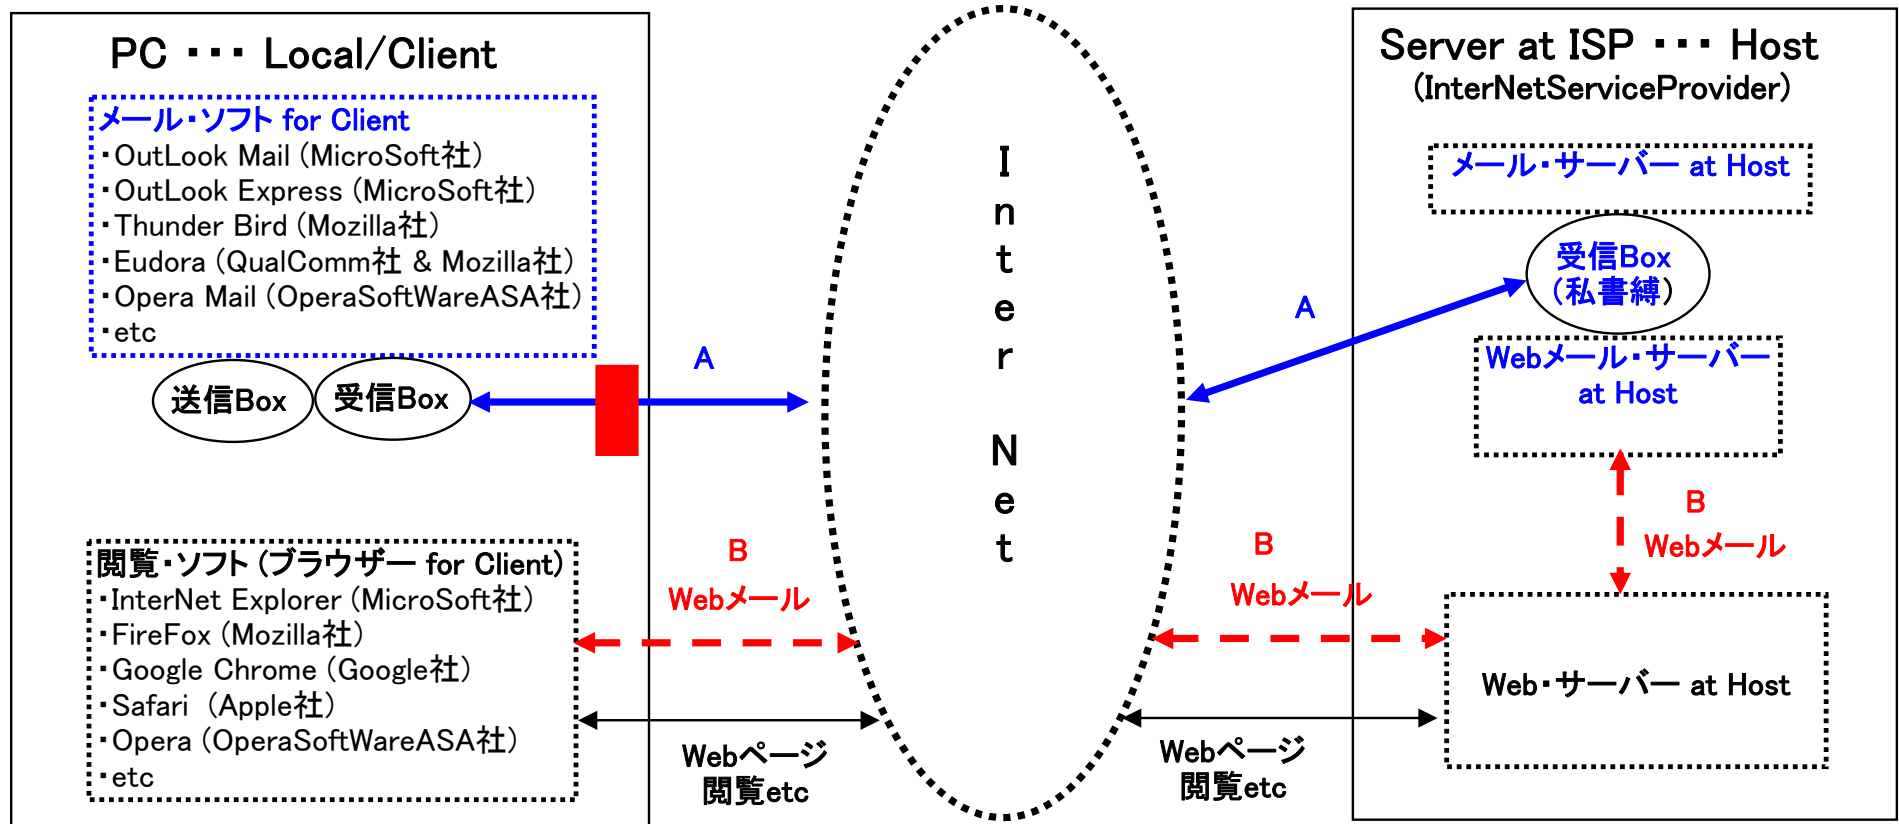 PC ・・・ Local/Client
メール・ソフト for Client
・OutLook Mail (MicroSoft社)
・OutLook Express (MicroSoft社)
・Thunder Bird (Mozilla社)
・Eudora (QualComm社 & Mozilla社)
・Opera Mail (OperaSoftWareASA社)
・etc
送信Box
受信Box
A
閲覧・ソフト (ブラウザー for Client)
・InterNet Explorer (MicroSoft社)
・FireFox (Mozilla社)
・Google Chrome (Google社)
・Safari (Apple社)
・Opera (OperaSoftWareASA社)
・etc
B
Webメール
Webページ
閲覧etc
I
n
t
e
r
N
e
t
A
B
Webメール
Webページ
閲覧etc
Server at ISP ・・・ Host
(InterNetServiceProvider)
メール・サーバー at Host
受信Box
(私書縛)
Webメール・サーバー
at Host
B
Webメール
Web・サーバー at Host